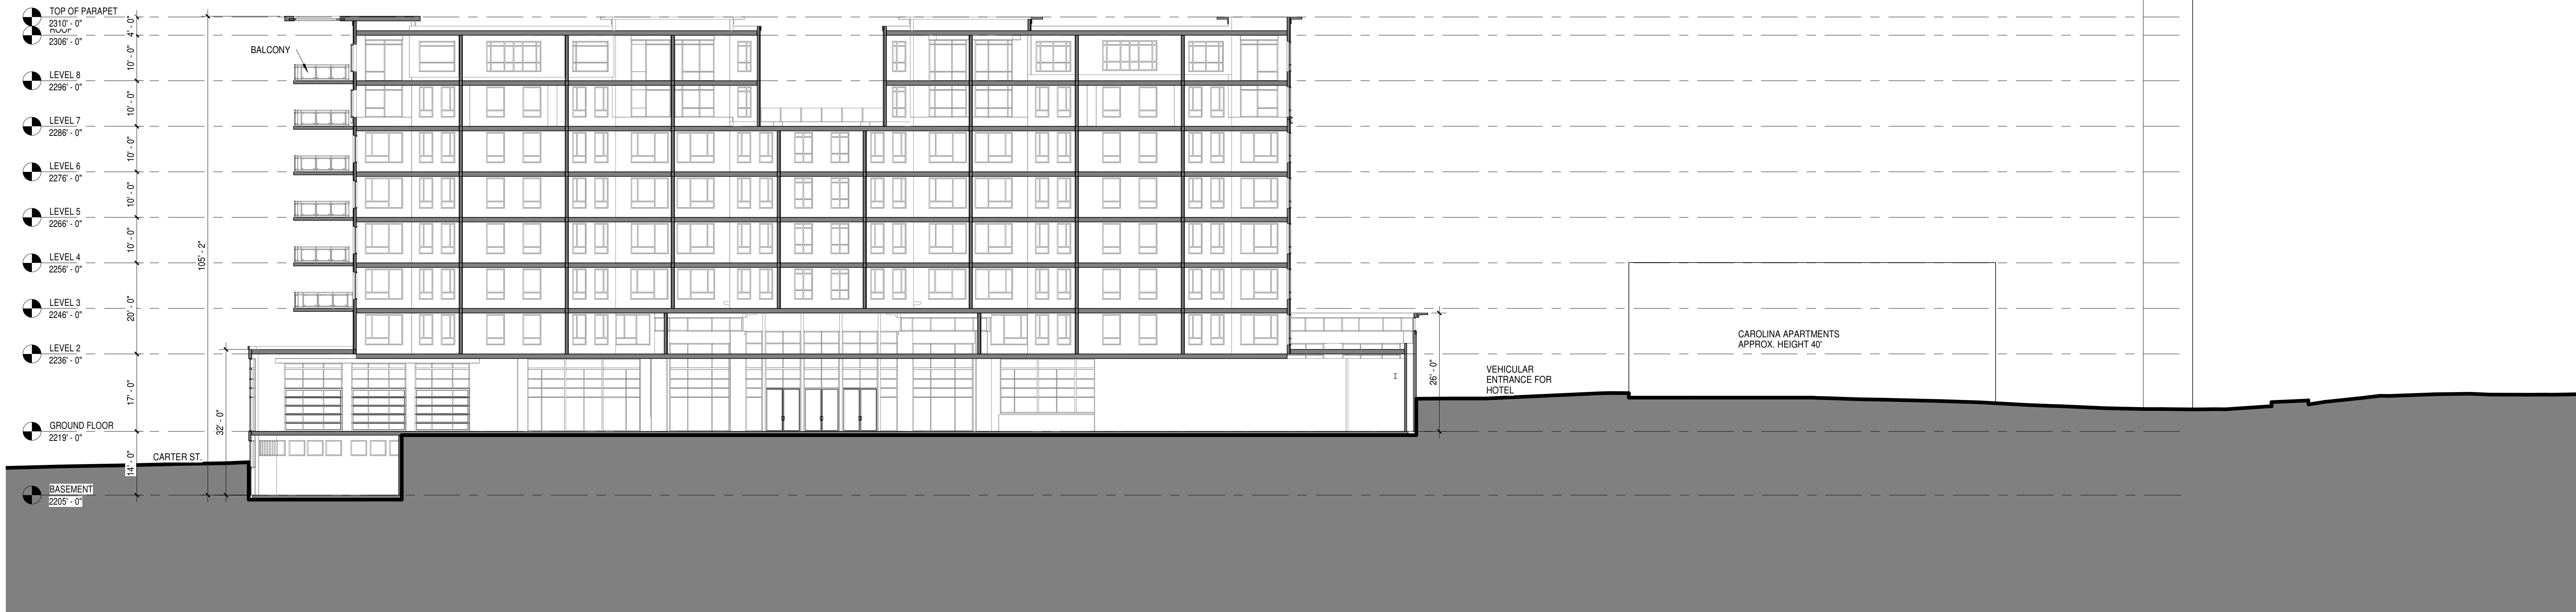 TOP OF PARAPET
2310' - 0"
ROOF
2306' - 0"
LEVEL 8
2296' - 0"
LEVEL 7
2286' - 0"
LEVEL 6
2276' - 0"
LEVEL 5
2266' - 0"
LEVEL 4
2256' - 0"
LEVEL 3
2246' - 0"
LEVEL 2
2236' - 0"
GROUND FLOOR
2219' - 0"
BASEMENT
2205' - 0"
4' - 0"
10' - 0"
10' - 0"
10' - 0"
10' - 0"
10' - 0"
20' - 0"
17' - 0"
14' - 0"
105' - 2"
32' - 0"
BALCONY
CARTER ST.
26' - 0"
VEHICULAR
ENTRANCE FOR
HOTEL
CAROLINA APARTMENTS
APPROX. HEIGHT 40'